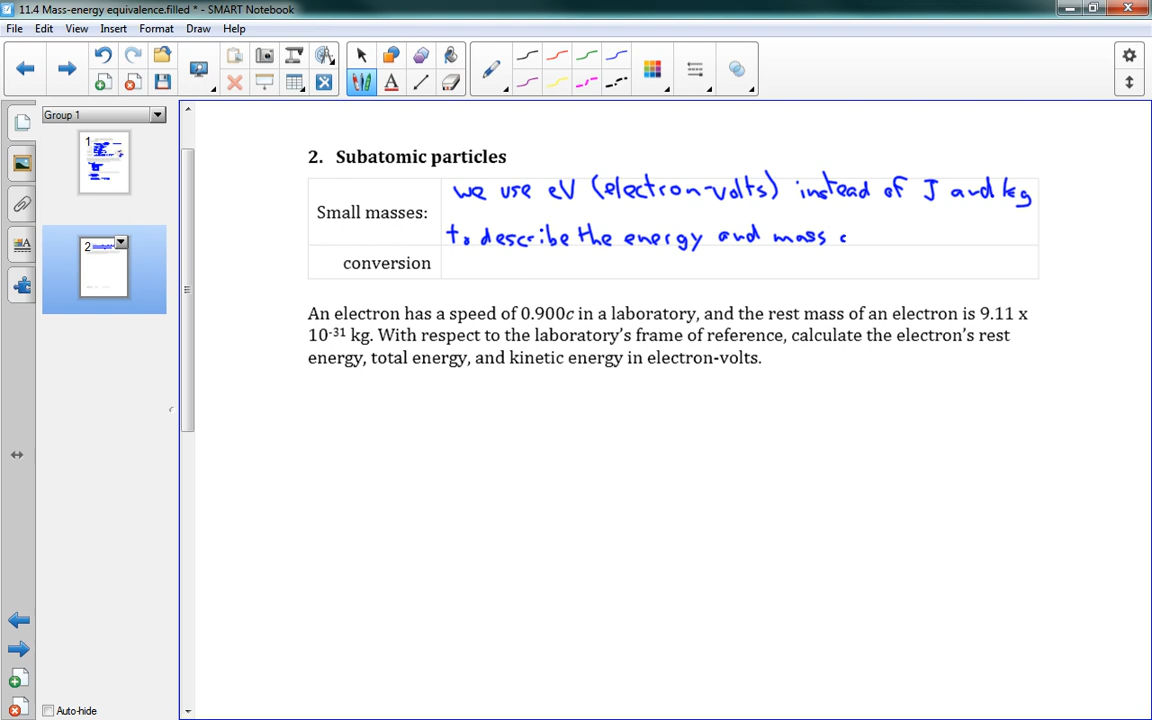 11.4 Mass-energy equivalence.filled * - SMART Notebook
File Edit View Insert Format Draw Help
Group 1
1
2
2. Subatomic particles
Small masses:
we use eV (electron-volts) instead of J and kg
to describe the energy and mass
conversion
An electron has a speed of 0.900c in a laboratory, and the rest mass of an electron is 9.11 x
10-31 kg. With respect to the laboratory's frame of reference, calculate the electron's rest
energy, total energy, and kinetic energy in electron-volts.
Auto-hide